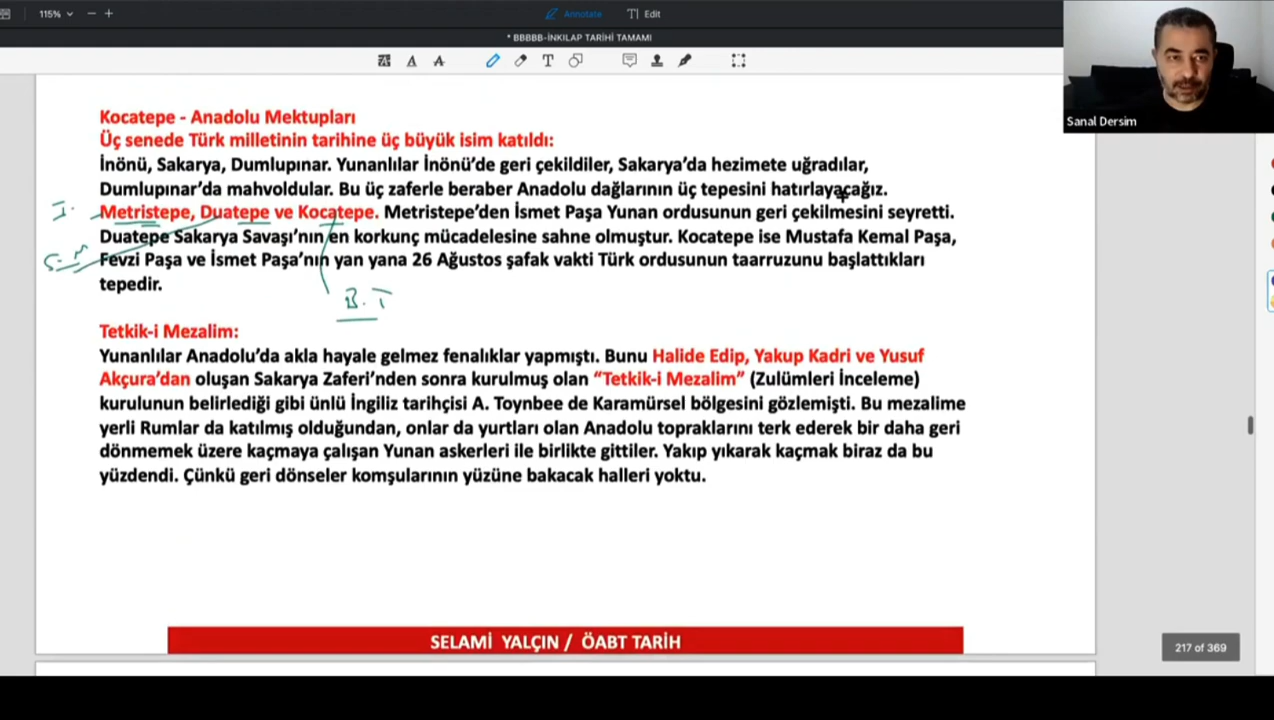 115%
Annotate
Edit
* BBBBB-İNKILAP TARİHİ TAMAMI
Sanal Dersim
Kocatepe - Anadolu Mektupları
Üç senede Türk milletinin tarihine üç büyük isim katıldı:
İnönü, Sakarya, Dumlupınar. Yunanlılar İnönü’de geri çekildiler, Sakarya’da hezimete uğradılar,
Dumlupınar’da mahvoldular. Bu üç zaferle beraber Anadolu dağlarının üç tepesini hatırlayacağız.
I.
Metristepe, Duatepe ve Kocatepe. Metristepe’den İsmet Paşa Yunan ordusunun geri çekilmesini seyretti.
Duatepe Sakarya Savaşı’nın en korkunç mücadelesine sahne olmuştur. Kocatepe ise Mustafa Kemal Paşa,
S.M
Fevzi Paşa ve İsmet Paşa’nın yan yana 26 Ağustos şafak vakti Türk ordusunun taarruzunu başlattıkları
tepedir.
B.T
Tetkik-i Mezalim:
Yunanlılar Anadolu’da akla hayale gelmez fenalıklar yapmıştı. Bunu Halide Edip, Yakup Kadri ve Yusuf
Akçura’dan oluşan Sakarya Zaferi’nden sonra kurulmuş olan “Tetkik-i Mezalim” (Zulümleri İnceleme)
kurulunun belirlediği gibi ünlü İngiliz tarihçisi A. Toynbee de Karamürsel bölgesini gözlemişti. Bu mezalime
yerli Rumlar da katılmış olduğundan, onlar da yurtları olan Anadolu topraklarını terk ederek bir daha geri
dönmemek üzere kaçmaya çalışan Yunan askerleri ile birlikte gittiler. Yakıp yıkarak kaçmak biraz da bu
yüzdendi. Çünkü geri dönseler komşularının yüzüne bakacak halleri yoktu.
SELAMİ YALÇIN / ÖABT TARİH
217 of 369